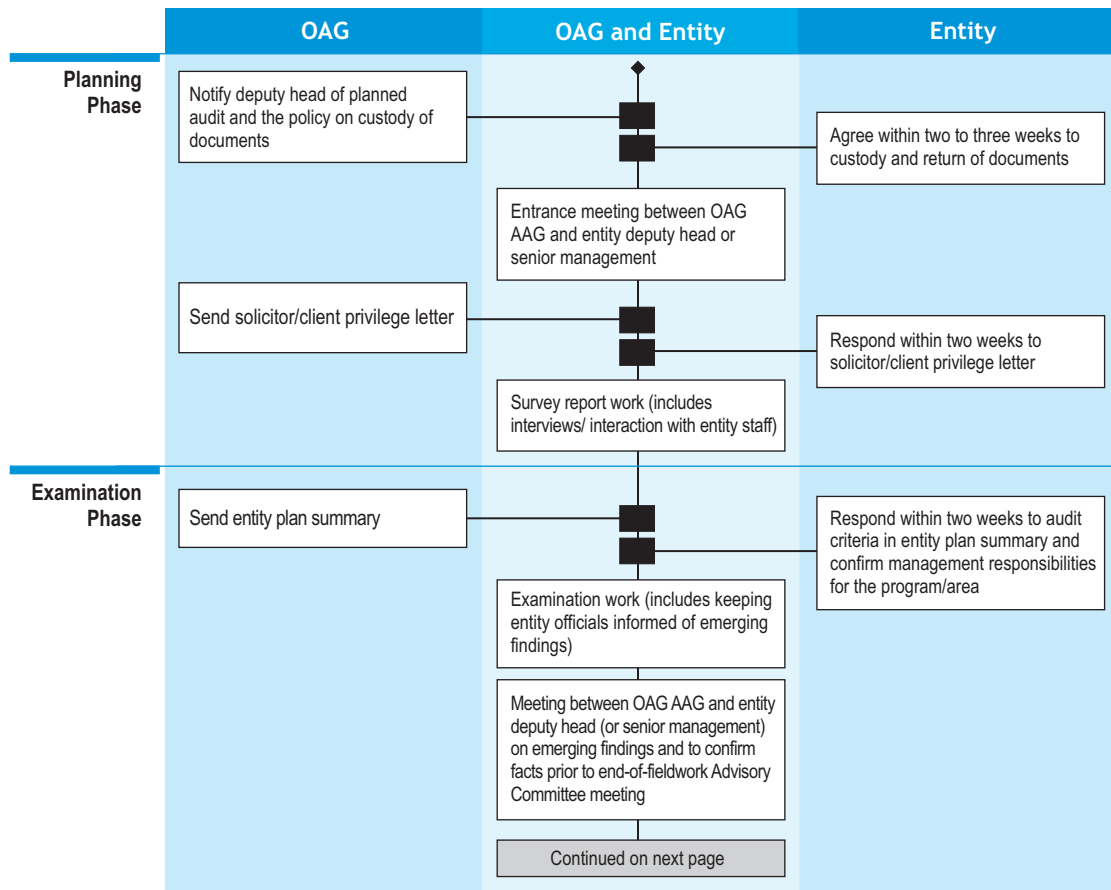 OAG
OAG and Entity
Entity
Planning
Phase
Notify deputy head of planned
audit and the policy on custody of
documents
Agree within two to three weeks to
custody and return of documents
Entrance meeting between OAG
AAG and entity deputy head or
senior management
Send solicitor/client privilege letter
Respond within two weeks to
solicitor/client privilege letter
Survey report work (includes
interviews/ interaction with entity staff)
Examination
Phase
Send entity plan summary
Respond within two weeks to audit
criteria in entity plan summary and
confirm management responsibilities
for the program/area
Examination work (includes keeping
entity officials informed of emerging
findings)
Meeting between OAG AAG and entity
deputy head (or senior management)
on emerging findings and to confirm
facts prior to end-of-fieldwork Advisory
Committee meeting
Continued on next page